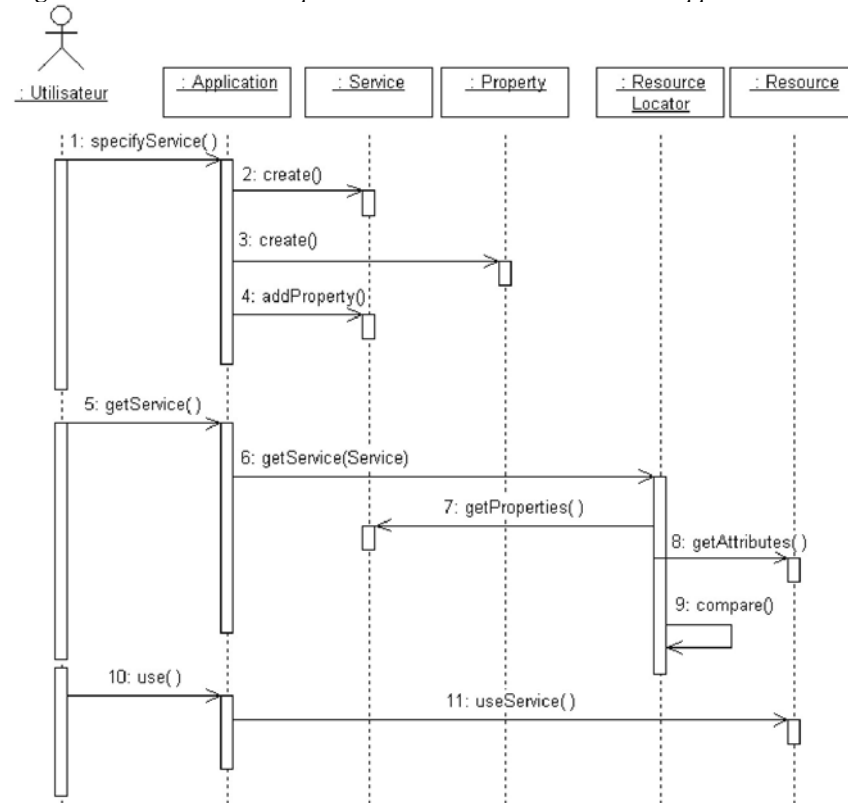 : Utilisateur
: Application
: Service
: Property
: Resource
Locator
: Resource
1: specifyService( )
2: create()
3: create()
4: addProperty()
5: getService( )
6: getService(Service)
7: getProperties( )
8: getAttributes( )
9: compare()
10: use( )
11: useService( )